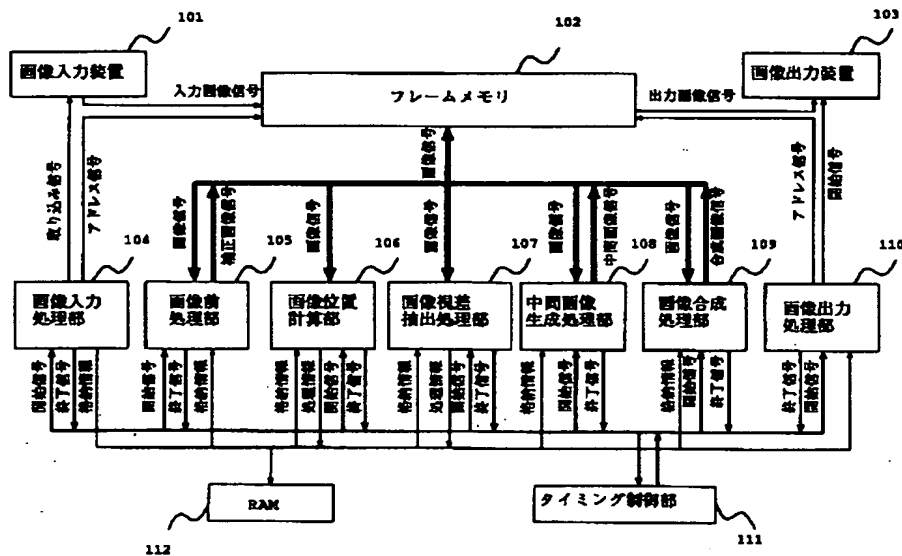 101
102
103
画像入力装置
フレームメモリ
画像出力装置
入力画像信号
出力画像信号
取り込み信号
アドレス信号
画像信号
アドレス信号
開始信号
画像信号
補正画像信号
画像信号
画像信号
画像信号
中間画像信号
画像信号
合成画像信号
104
105
106
107
108
109
110
画像入力
処理部
画像前
処理部
画像位置
計算部
画像視差
抽出処理部
中間画像
生成処理部
画像合成
処理部
画像出力
処理部
開始信号
終了信号
格納情報
開始信号
終了信号
格納情報
格納情報
処理情報
開始信号
終了信号
格納情報
処理情報
開始信号
終了信号
格納情報
開始信号
終了信号
格納情報
開始信号
終了信号
終了信号
開始信号
RAM
タイミング制御部
112
111